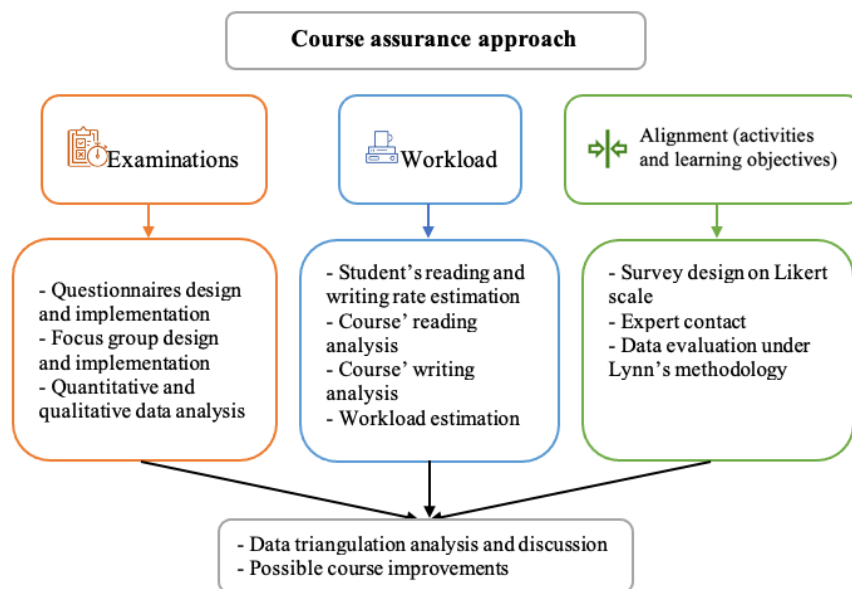 Course assurance approach
Examinations
Workload
Alignment (activities
and learning objectives)
- Questionnaires design
and implementation
- Focus group design
and implementation
- Quantitative and
qualitative data analysis
- Student's reading and
writing rate estimation
- Course' reading
analysis
- Course' writing
analysis
- Workload estimation
- Survey design on Likert
scale
- Expert contact
- Data evaluation under
Lynn's methodology
- Data triangulation analysis and discussion
- Possible course improvements